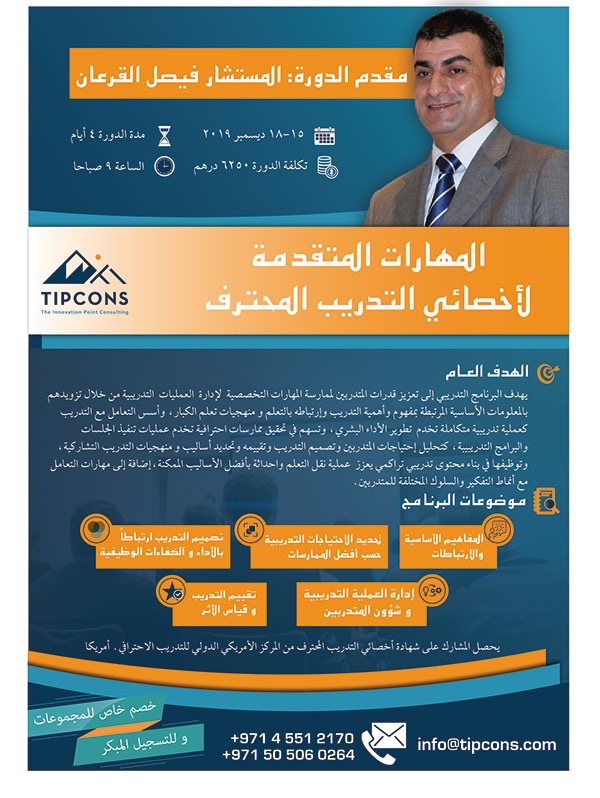 مقدم الدورة: المستشار فيصل القرعان
١٥-١٨ ديسمبر ٢٠١٩
مدة الدورة ٤ أيام
تكلفة الدورة ٦٢٥٠ درهم
الساعة ٩ صباحا
المهارات المتقدمة
لأخصائي التدريب المحترف
TIPCONS
The Innovation Point Consulting
الهدف العام
يهدف البرنامج التدريبي إلى تعزيز قدرات المتدربين لممارسة المهارات التخصصية لإدارة العمليات التدريبية من خلال تزويدهم
بالمعلومات الأساسية المرتبطة بمفهوم وأهمية التدريب وإرتباطه بالتعلم و منهجيات تعلم الكبار، وأسس التعامل مع التدريب
كعملية تدريبية متكاملة تخدم تطوير الأداء البشري، وتسهم في تحقيق ممارسات احترافية تخدم عمليات تنفيذ الجلسات
والبرامج التدريبية، كتحليل إحتياجات المتدربين وتصميم التدريب وتقييمه وتحديد أساليب و منهجيات التدريب التشاركية،
وتوظيفها في بناء محتوى تدريبي تراكمي يعزز عملية نقل التعلم واحداثة بأفضل الأساليب الممكنة، إضافة إلى مهارات التعامل
مع أنماط التفكير والسلوك المختلفة للمتدربين.
موضوعات البرنامج
المفاهيم الأساسية
والارتباطات
تحديد الاحتياجات التدريبية
حسب افضل الممارسات
تصميم التدريب ارتباطاً
بالأداء و الكفاءات الوظيفية
إدارة العملية التدريبية
و شؤون المتدربين
تقييم التدريب
و قياس الأثر
يحصل المشارك على شهادة أخصائي التدريب المحترف من المركز الأمريكي الدولي للتدريب الاحترافي . أمريكا
خصم خاص للمجموعات
و للتسجيل المبكر
+971 4 551 2170
+971 50 506 0264
info@tipcons.com